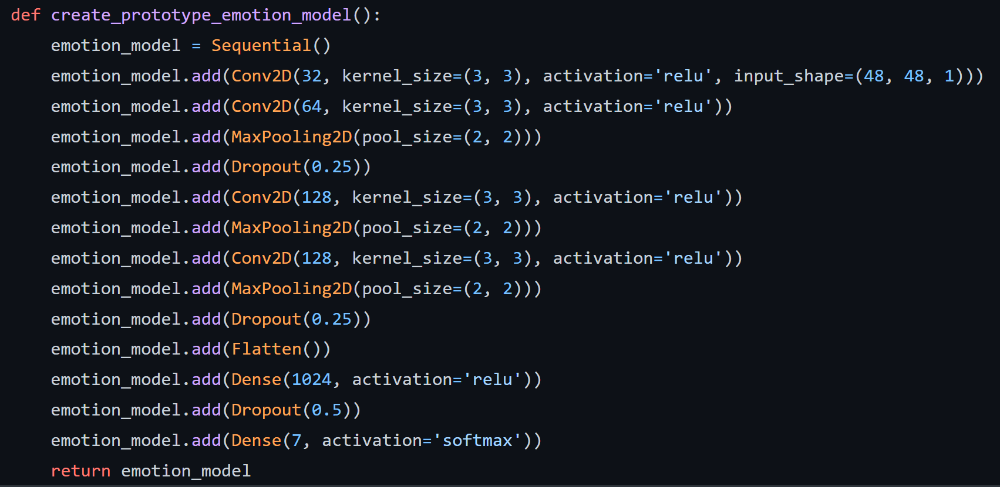 def create_prototype_emotion_model():
    emotion_model = Sequential()
    emotion_model.add(Conv2D(32, kernel_size=(3, 3), activation='relu', input_shape=(48, 48, 1)))
    emotion_model.add(Conv2D(64, kernel_size=(3, 3), activation='relu'))
    emotion_model.add(MaxPooling2D(pool_size=(2, 2)))
    emotion_model.add(Dropout(0.25))
    emotion_model.add(Conv2D(128, kernel_size=(3, 3), activation='relu'))
    emotion_model.add(MaxPooling2D(pool_size=(2, 2)))
    emotion_model.add(Conv2D(128, kernel_size=(3, 3), activation='relu'))
    emotion_model.add(MaxPooling2D(pool_size=(2, 2)))
    emotion_model.add(Dropout(0.25))
    emotion_model.add(Flatten())
    emotion_model.add(Dense(1024, activation='relu'))
    emotion_model.add(Dropout(0.5))
    emotion_model.add(Dense(7, activation='softmax'))
    return emotion_model